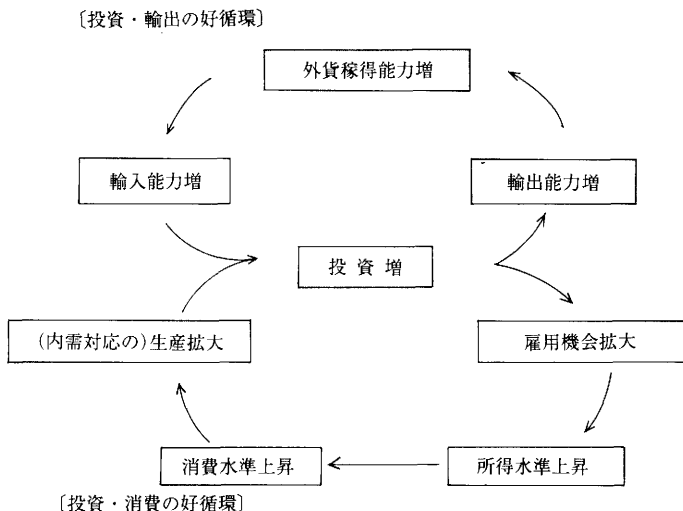 〔投資・輸出の好循環〕
外貨稼得能力増
輸入能力増
輸出能力増
投資増
(内需対応の)生産拡大
雇用機会拡大
消費水準上昇
所得水準上昇
〔投資・消費の好循環〕